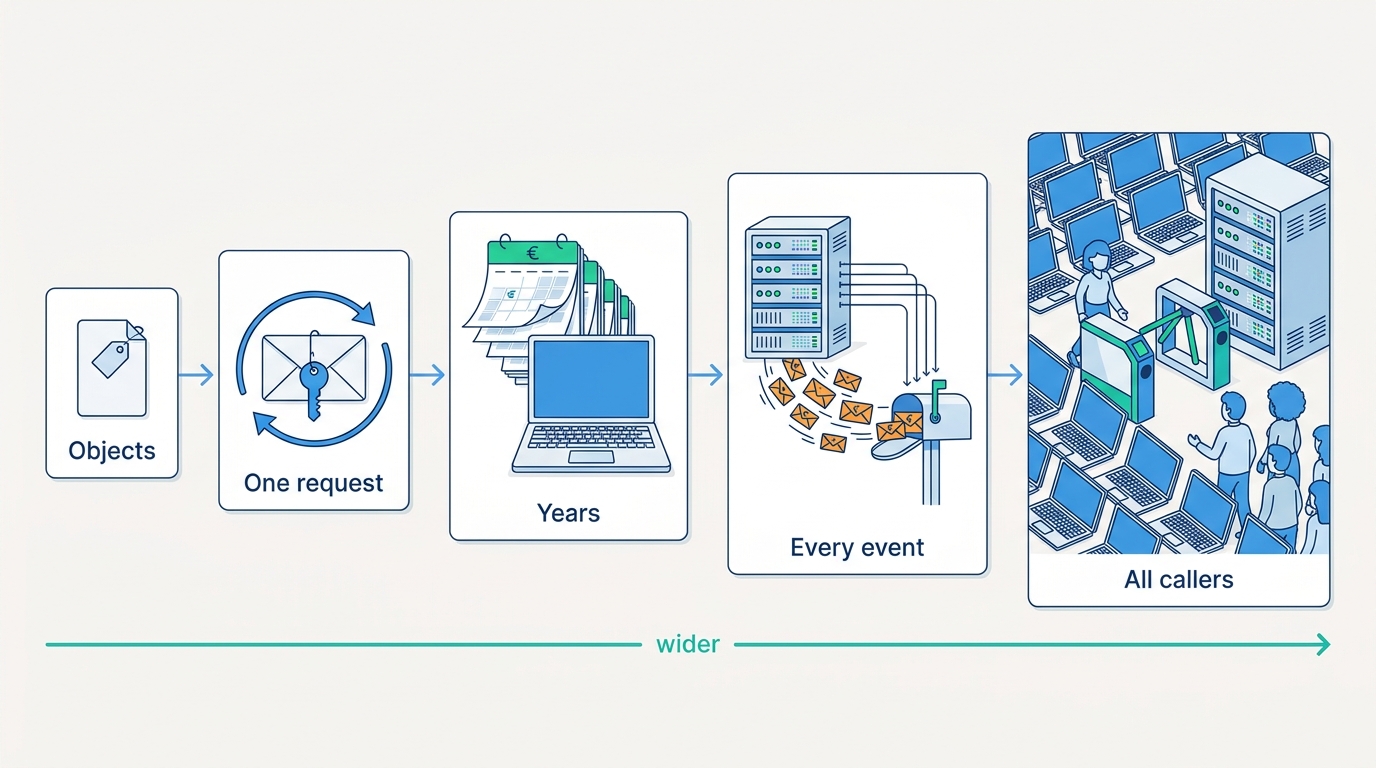 €
Objects
One request
Years
Every event
All callers
wider